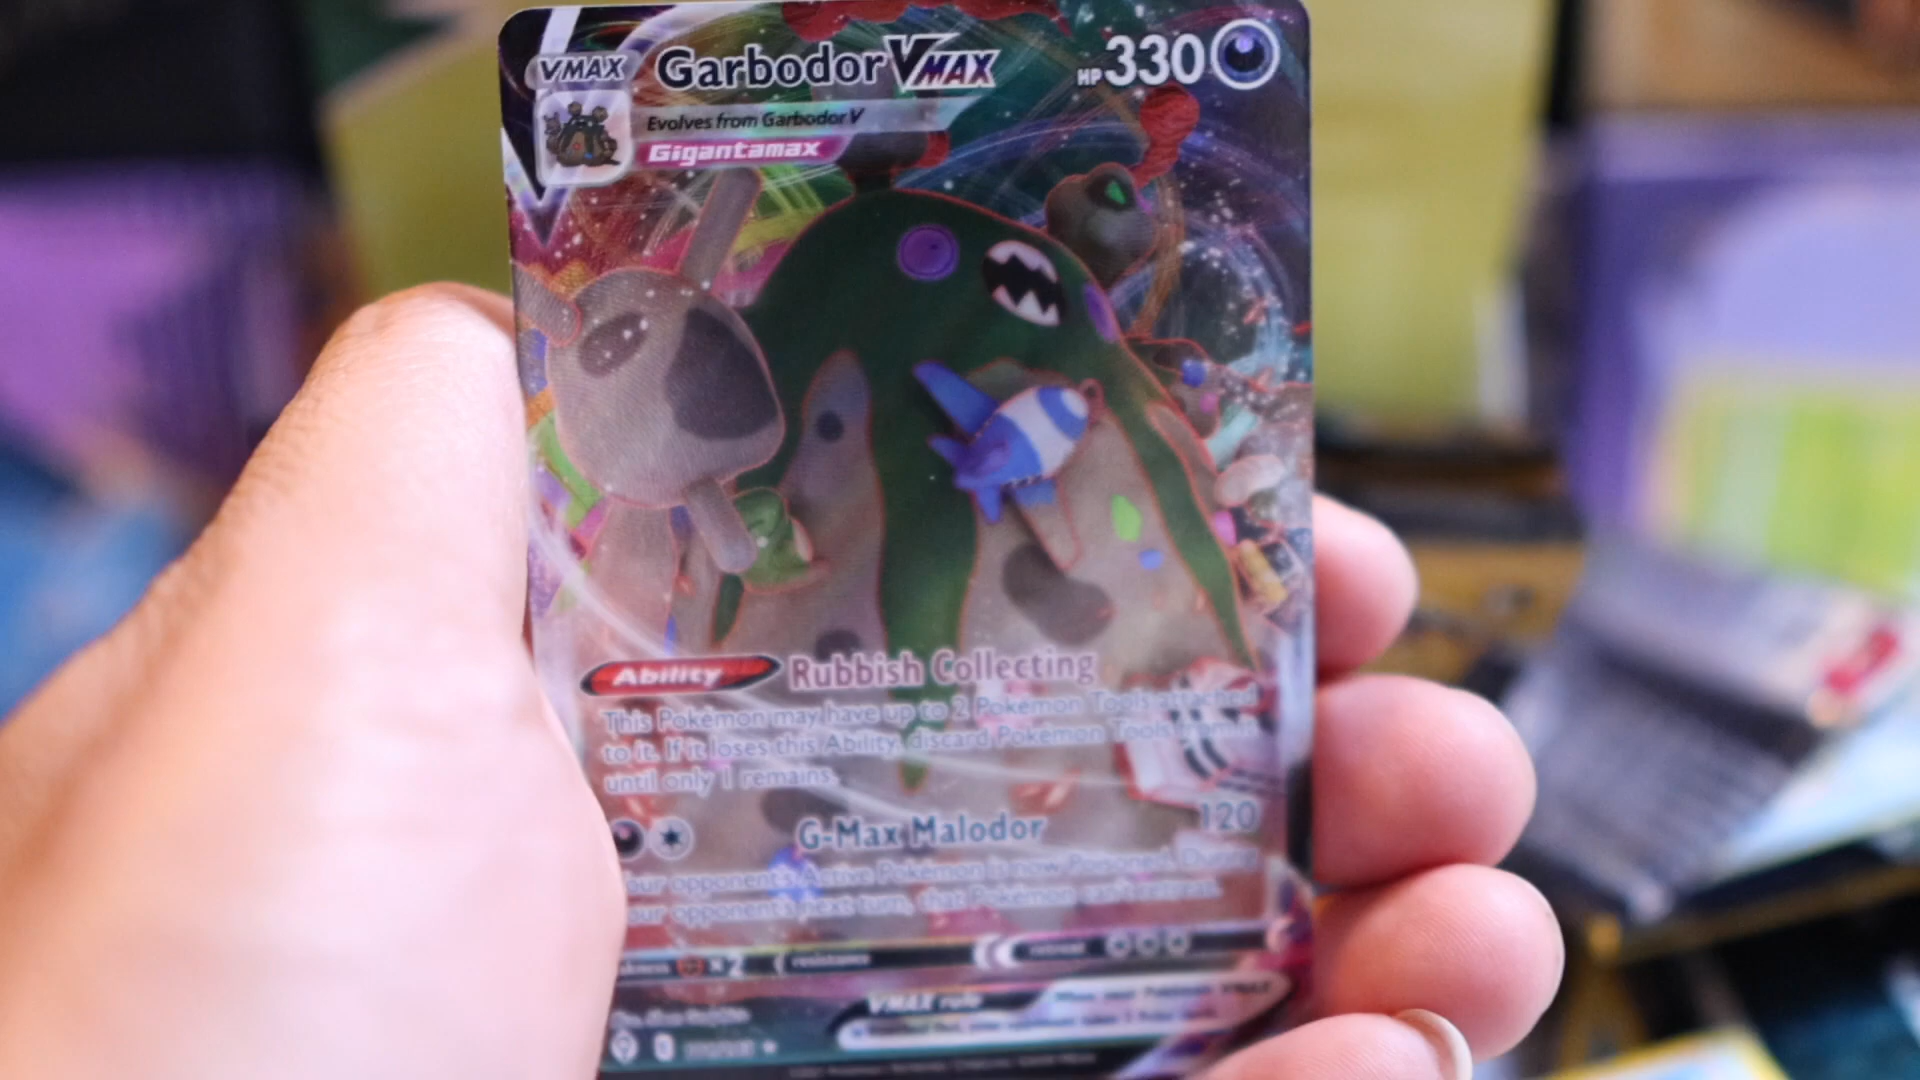 VMAX
Garbodor VMAX
HP 330
Evolves from Garbodor V
Gigantamax
Ability Rubbish Collecting
This Pokémon may have up to 2 Pokémon Tools attached
to it. If it loses this Ability, discard Pokémon Tools from it
until only 1 remains.
G-Max Malodor 120
our opponent's Active Pokémon is now Poisoned. During
our opponent's next turn, that Pokémon can't retreat.
×2 resistance retreat
VMAX rule